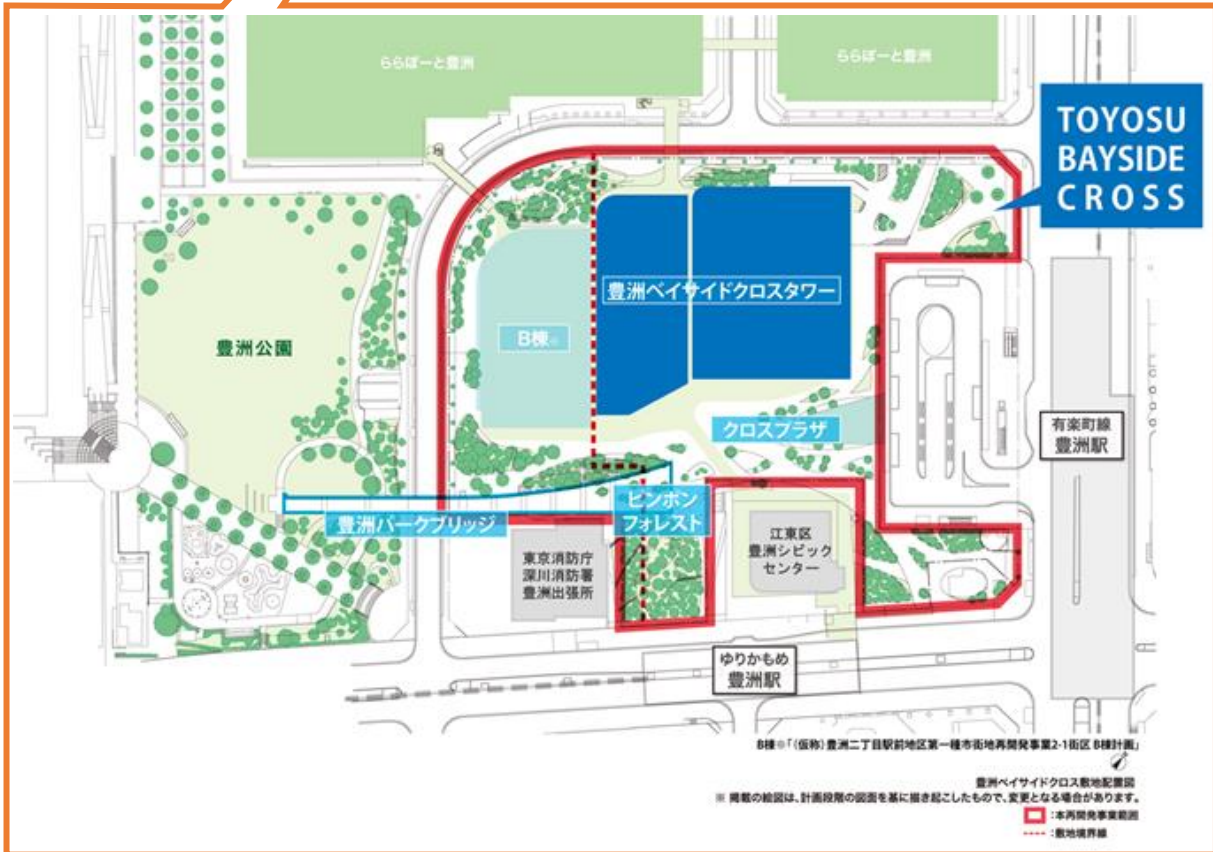 ららぽーと豊洲
ららぽーと豊洲
TOYOSU
BAYSIDE
CROSS
豊洲ベイサイドクロスタワー
B棟※
豊洲公園
クロスプラザ
有楽町線
豊洲駅
豊洲パークブリッジ
ヒンポン
フォレスト
東京消防庁
深川消防署
豊洲出張所
江東区
豊洲シビック
センター
ゆりかもめ
豊洲駅
B棟※「(仮称)豊洲二丁目駅前地区第一種市街地再開発事業2-1街区 B棟計画」
豊洲ベイサイドクロス敷地配置図
※ 掲載の絵図は、計画段階の図面を基に描き起こしたもので、変更となる場合があります。
:本再開発事業範囲
:敷地境界線